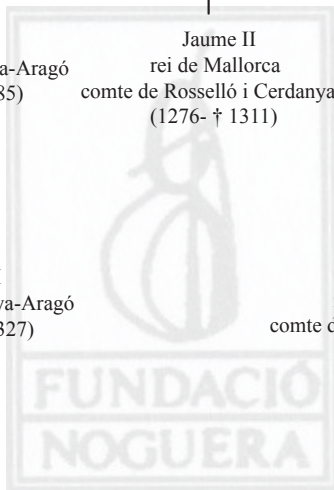 Jaume II
a-Aragó
rei de Mallorca
85)
comte de Rosselló i Cerdanya
(1276- † 1311)
va-Aragó
327)
comte d
FUNDACIÓ
NOGUERA